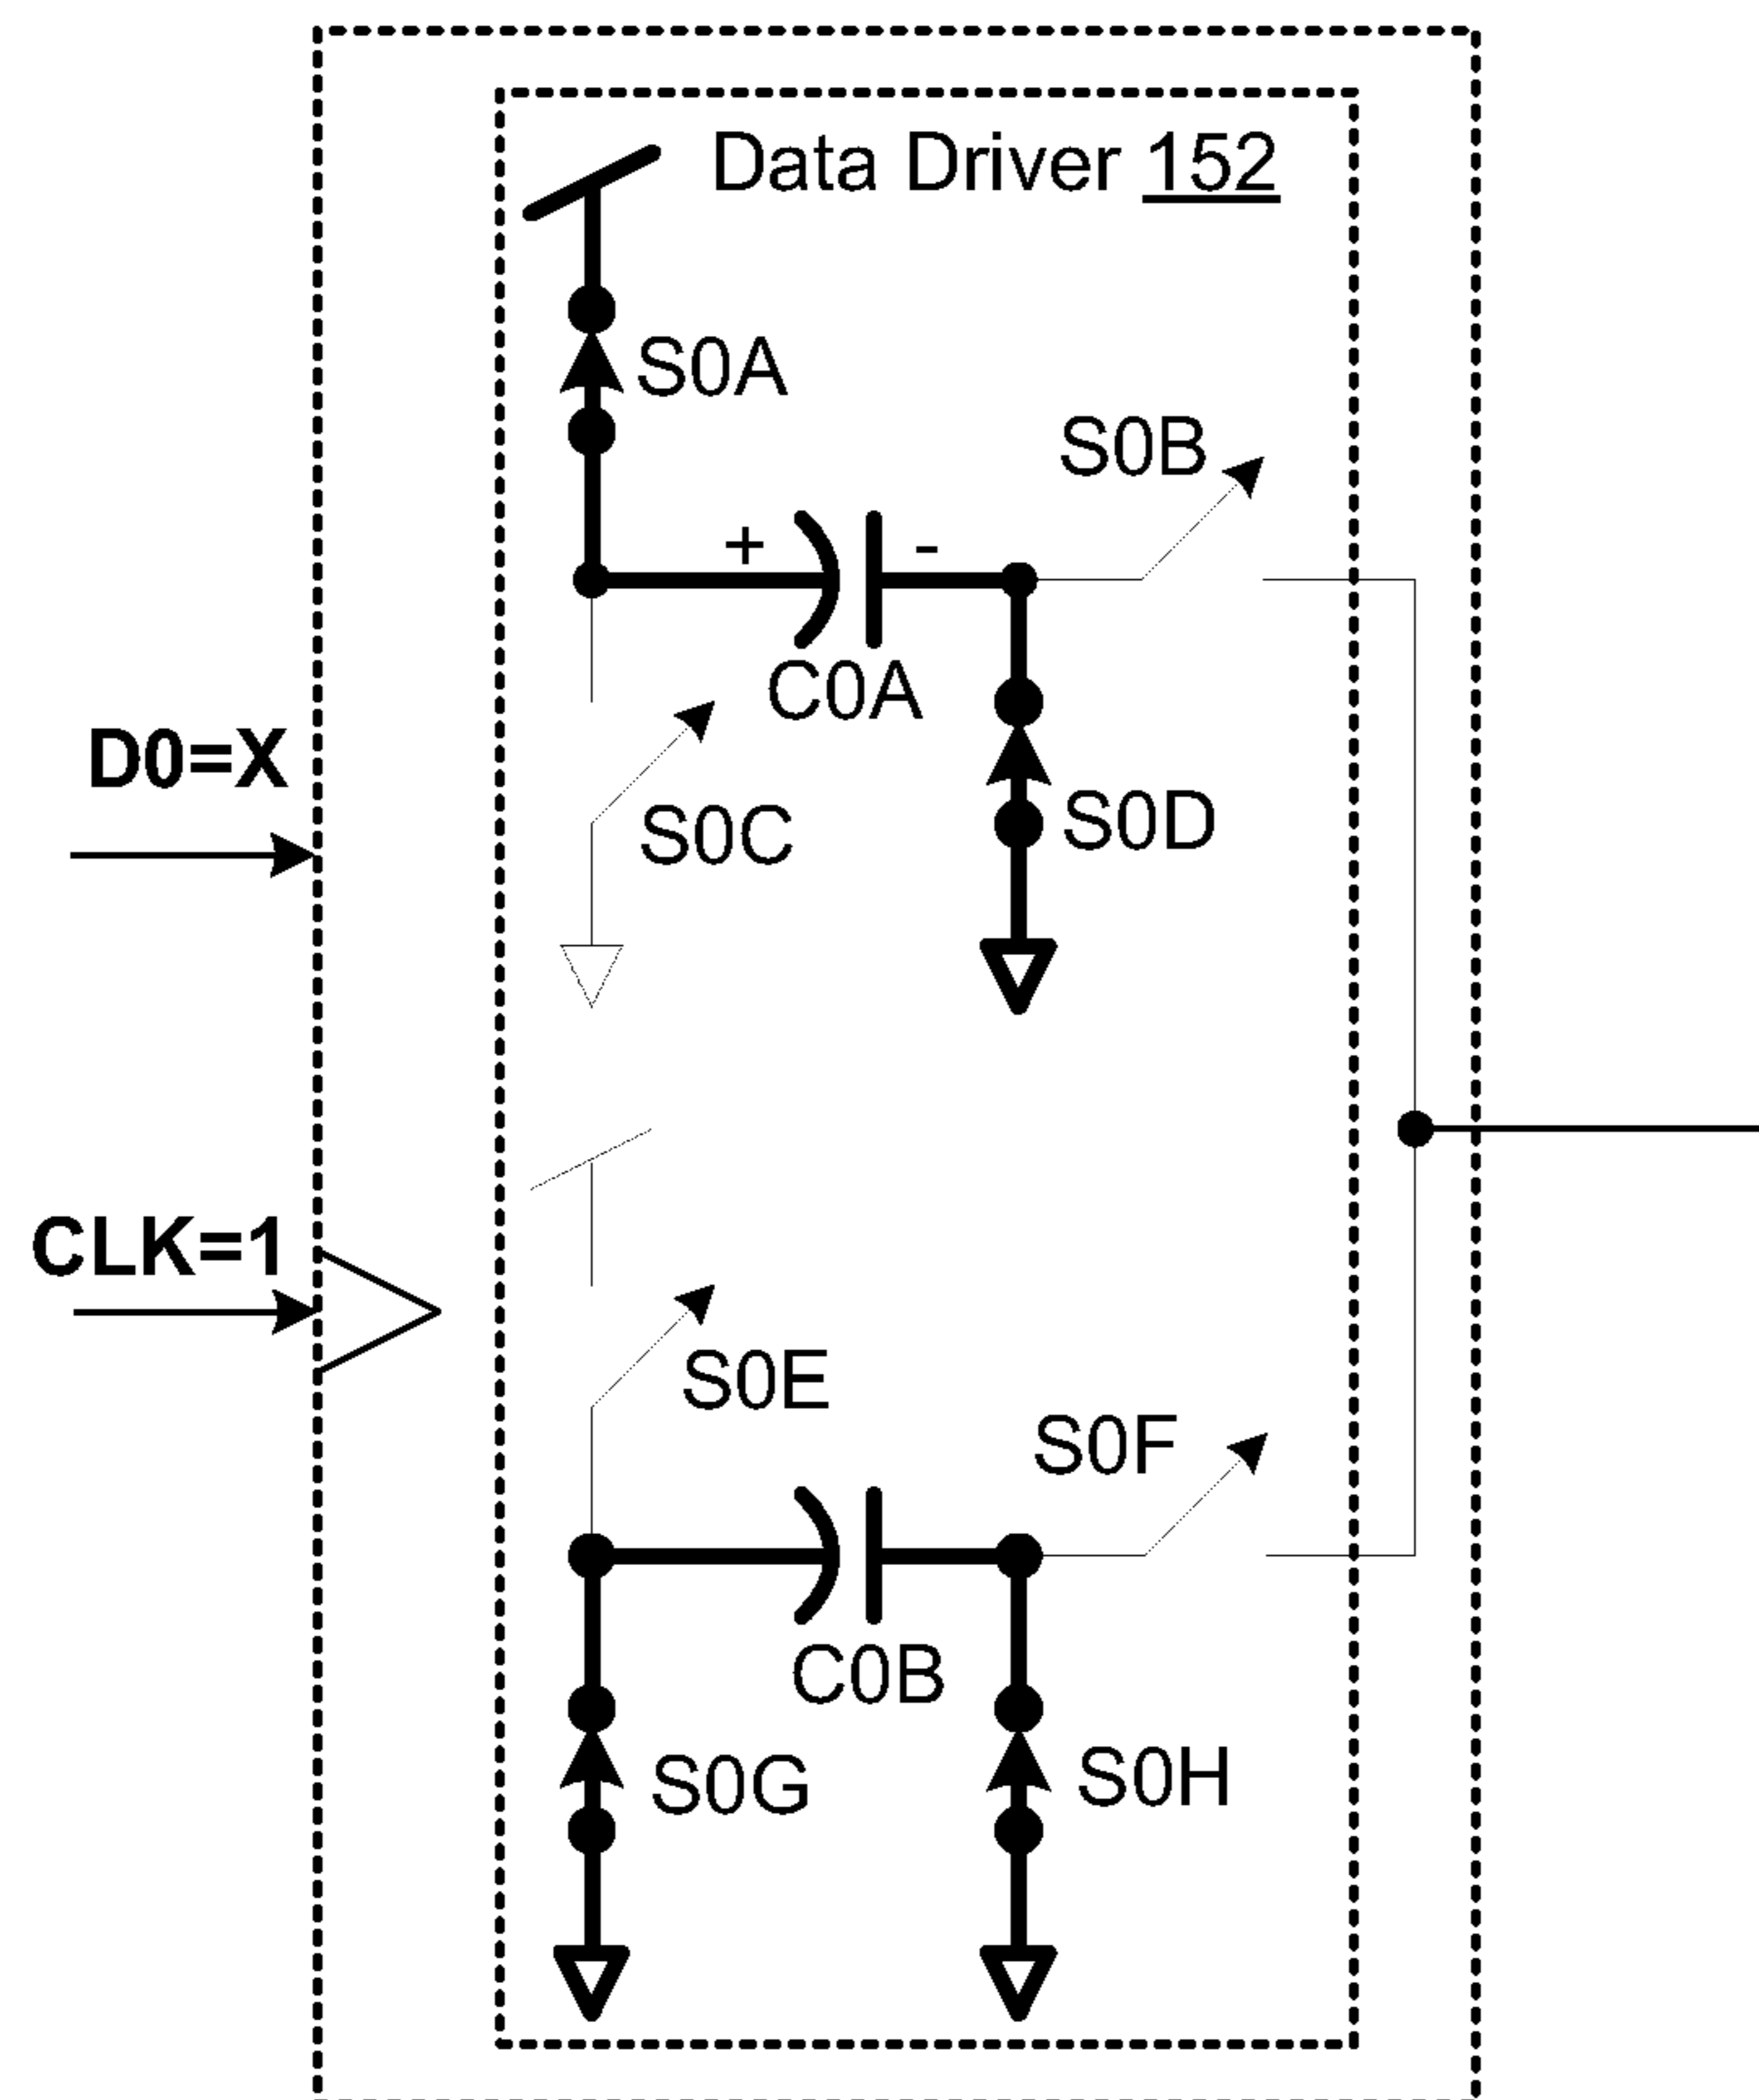 Data Driver 152
S0A
S0B
+ -
C0A
D0=X
S0C
S0D
CLK=1
S0E
S0F
C0B
S0G
S0H